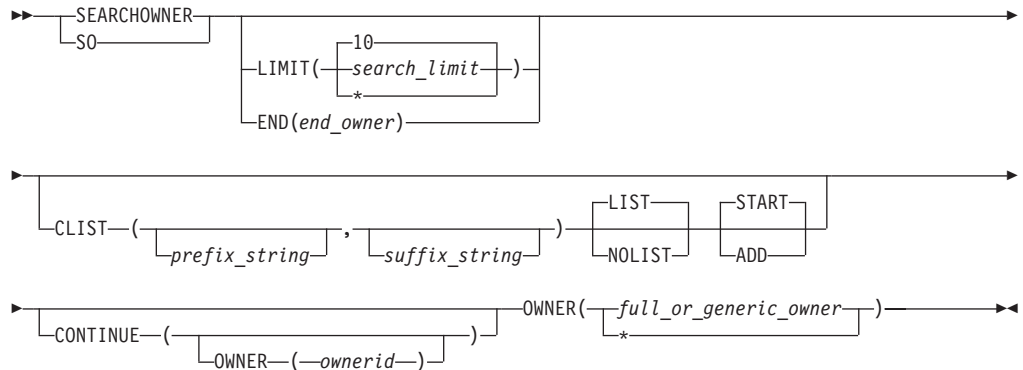 SEARCHOWNER
SO
LIMIT( 10 )
search_limit
*
END(end_owner)
CLIST ( prefix_string , suffix_string ) LIST START
NOLIST ADD
CONTINUE ( OWNER ( ownerid ) ) OWNER( full_or_generic_owner )
*